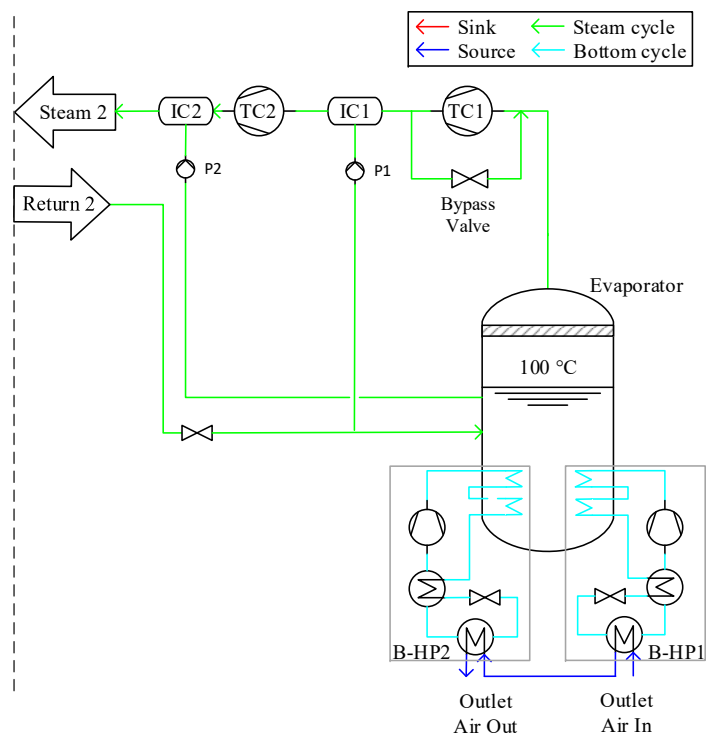 Sink
Steam cycle
Source
Bottom cycle
Steam 2
IC2
TC2
IC1
TC1
P2
P1
Return 2
Bypass
Valve
Evaporator
100 °C
B-HP2
B-HP1
Outlet
Air Out
Outlet
Air In